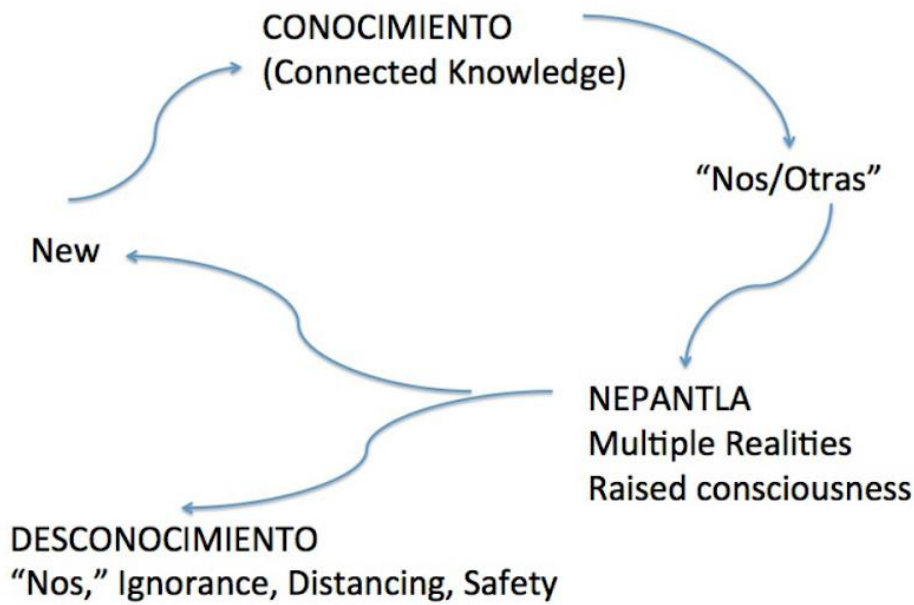 CONOCIMIENTO
(Connected Knowledge)
“Nos/Otras”
New
NEPANTLA
Multiple Realities
Raised consciousness
DESCONOCIMIENTO
“Nos,” Ignorance, Distancing, Safety